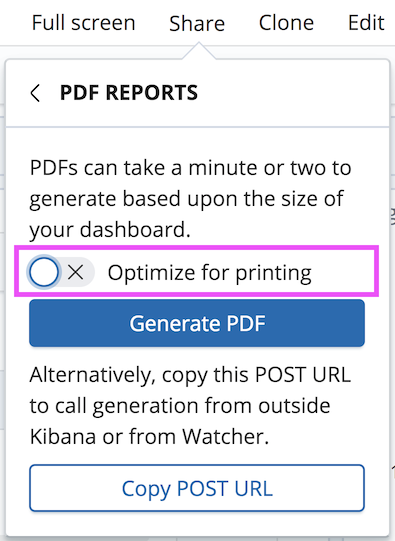 Full screen Share Clone Edit
PDF REPORTS
PDFs can take a minute or two to
generate based upon the size of
your dashboard.
Optimize for printing
Generate PDF
Alternatively, copy this POST URL
to call generation from outside
Kibana or from Watcher.
Copy POST URL